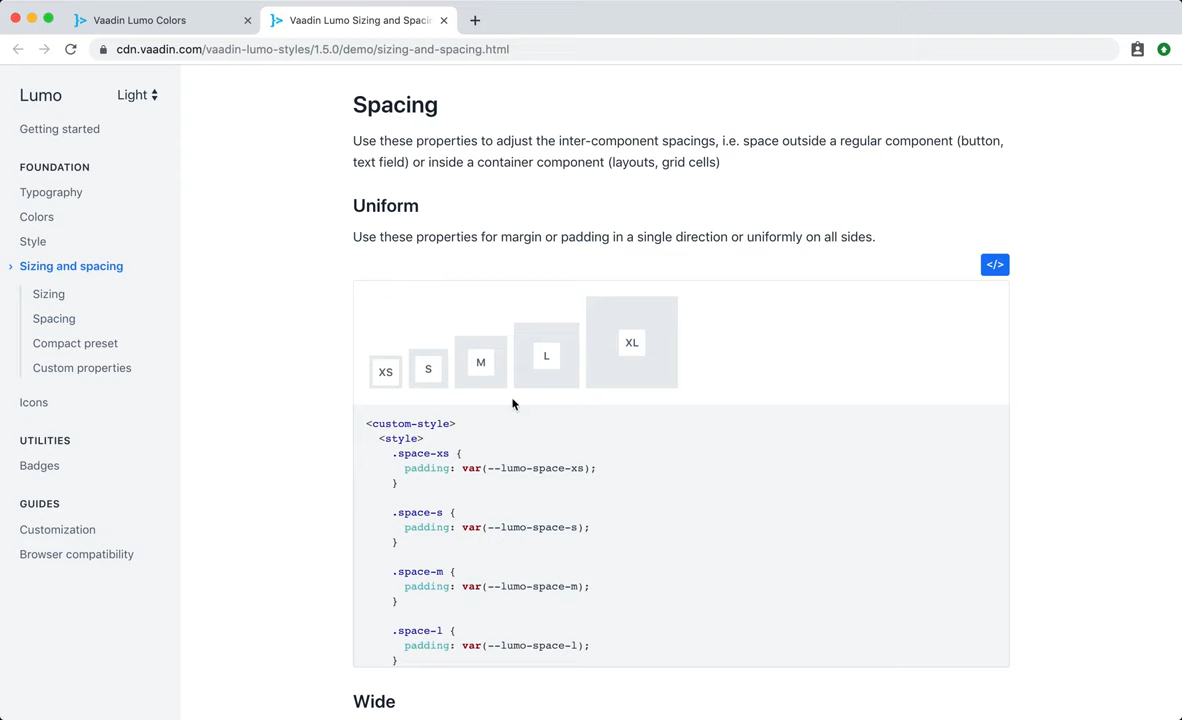 Vaadin Lumo Colors
Vaadin Lumo Sizing and Spacin
cdn.vaadin.com/vaadin-lumo-styles/1.5.0/demo/sizing-and-spacing.html
Lumo
Light
Getting started
FOUNDATION
Typography
Colors
Style
Sizing and spacing
Sizing
Spacing
Compact preset
Custom properties
Icons
UTILITIES
Badges
GUIDES
Customization
Browser compatibility
Spacing
Use these properties to adjust the inter-component spacings, i.e. space outside a regular component (button,
text field) or inside a container component (layouts, grid cells)
Uniform
Use these properties for margin or padding in a single direction or uniformly on all sides.
</>
XS
S
M
L
XL
<custom-style>
<style>
.space-xs {
padding: var(--lumo-space-xs);
}
.space-s {
padding: var(--lumo-space-s);
}
.space-m {
padding: var(--lumo-space-m);
}
.space-l {
padding: var(--lumo-space-l);
}
Wide